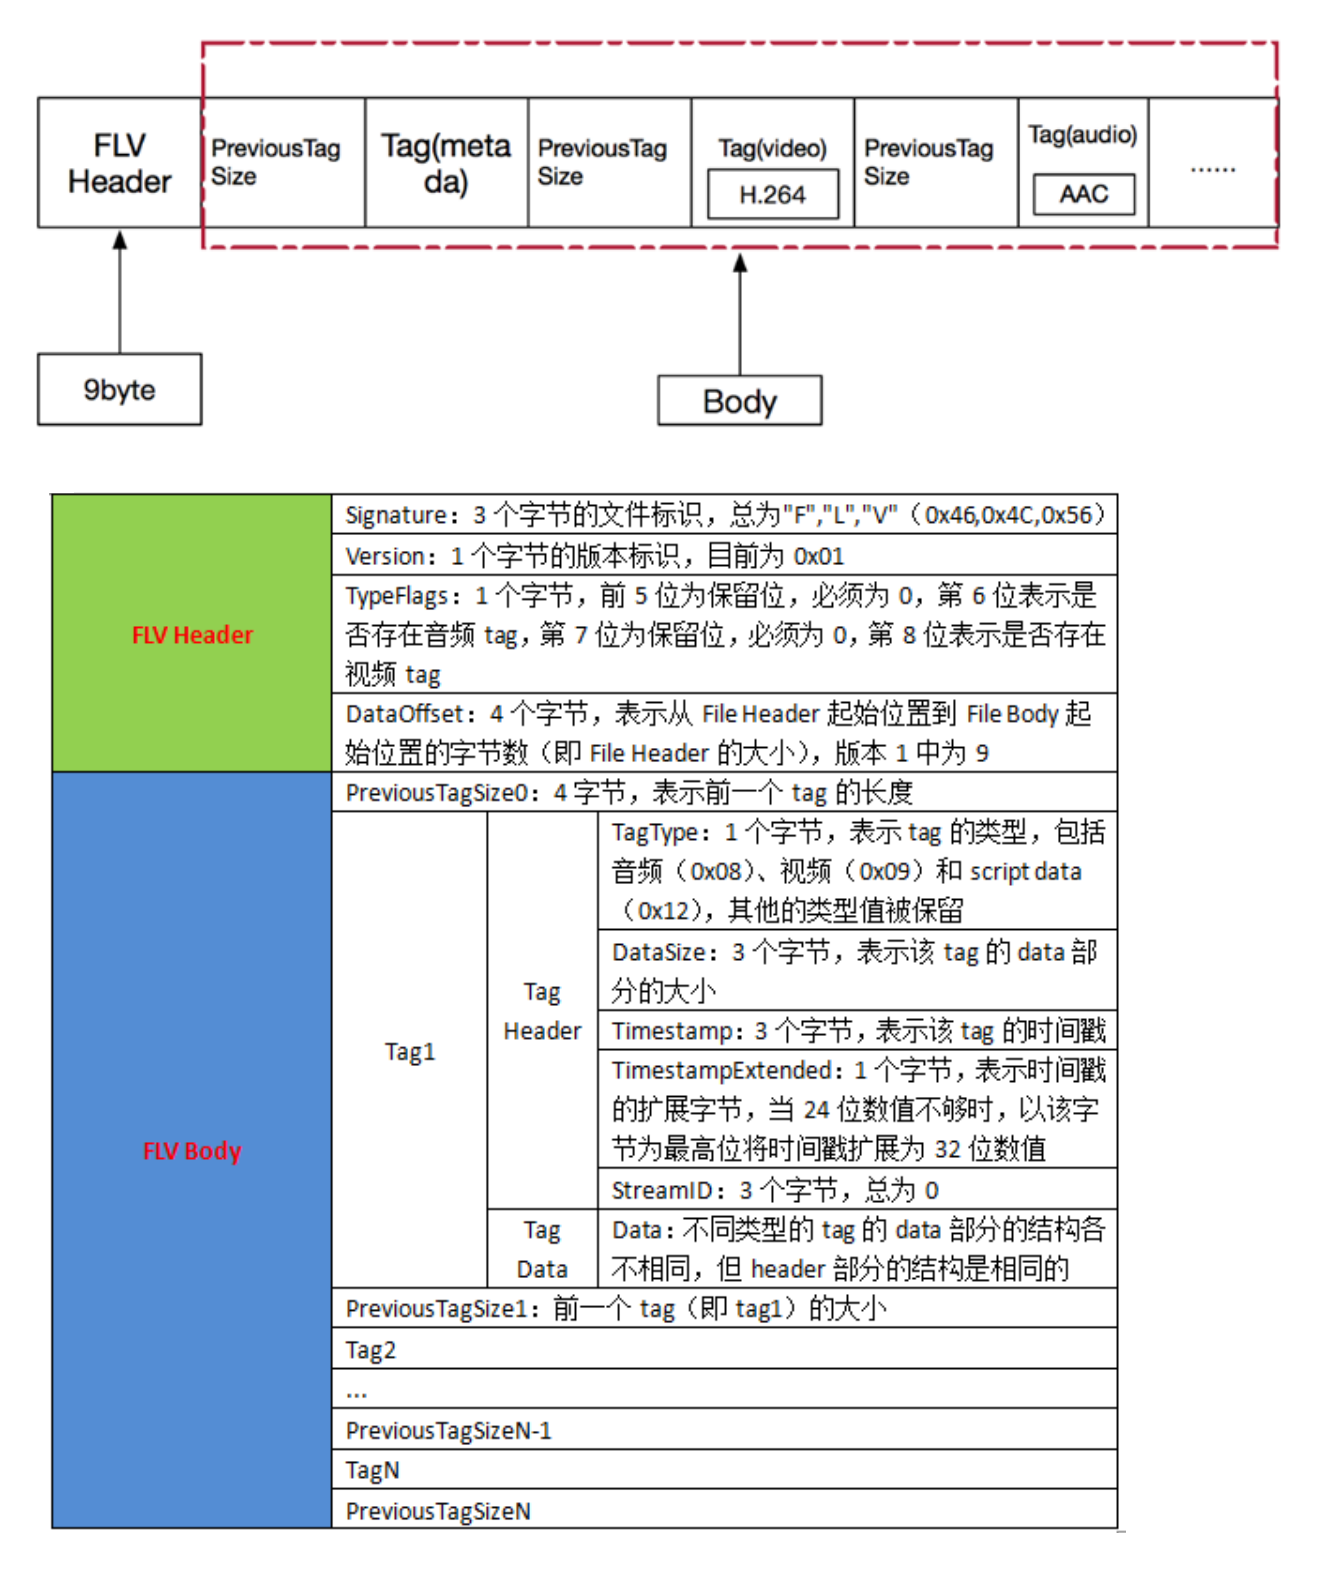 FLV
Header
PreviousTag
Size
Tag(meta
da)
PreviousTag
Size
Tag(video)
H.264
PreviousTag
Size
Tag(audio)
AAC
......
9byte
Body
FLV Header
Signature：3 个字节的文件标识，总为"F","L","V"（0x46,0x4C,0x56）
Version：1 个字节的版本标识，目前为 0x01
TypeFlags：1 个字节，前 5 位为保留位，必须为 0，第 6 位表示是
否存在音频 tag，第 7 位为保留位，必须为 0，第 8 位表示是否存在
视频 tag
DataOffset：4 个字节，表示从 File Header 起始位置到 File Body 起
始位置的字节数（即 File Header 的大小），版本 1 中为 9
FLV Body
PreviousTagSize0：4 字节，表示前一个 tag 的长度
Tag1
Tag
Header
TagType：1 个字节，表示 tag 的类型，包括
音频（0x08）、视频（0x09）和 script data
（0x12），其他的类型值被保留
DataSize：3 个字节，表示该 tag 的 data 部
分的大小
Timestamp：3 个字节，表示该 tag 的时间戳
TimestampExtended：1 个字节，表示时间戳
的扩展字节，当 24 位数值不够时，以该字
节为最高位将时间戳扩展为 32 位数值
StreamID：3 个字节，总为 0
Tag
Data
Data：不同类型的 tag 的 data 部分的结构各
不相同，但 header 部分的结构是相同的
PreviousTagSize1：前一个 tag（即 tag1）的大小
Tag2
...
PreviousTagSizeN-1
TagN
PreviousTagSizeN